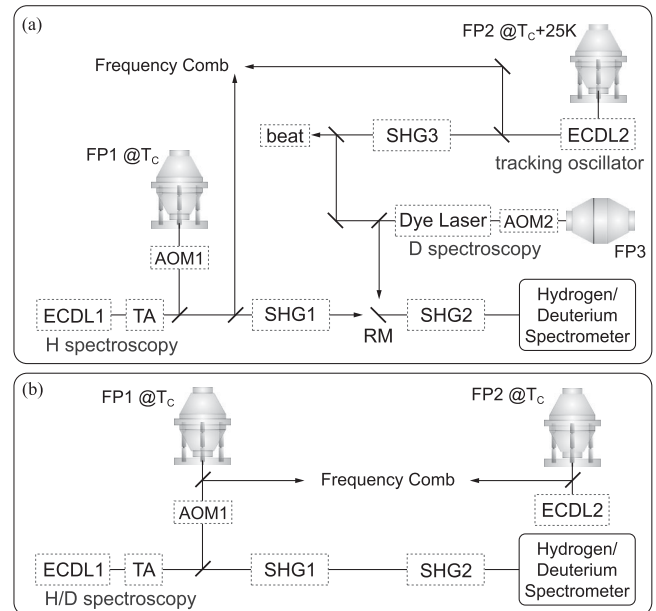 (a)
FP2 @T_C+25K
Frequency Comb
beat
SHG3
ECDL2
tracking oscillator
FP1 @T_C
Dye Laser
AOM2
D spectroscopy
FP3
AOM1
ECDL1
TA
SHG1
RM
SHG2
Hydrogen/
Deuterium
Spectrometer
H spectroscopy
(b)
FP1 @T_C
FP2 @T_C
Frequency Comb
AOM1
ECDL2
ECDL1
TA
SHG1
SHG2
Hydrogen/
Deuterium
Spectrometer
H/D spectroscopy